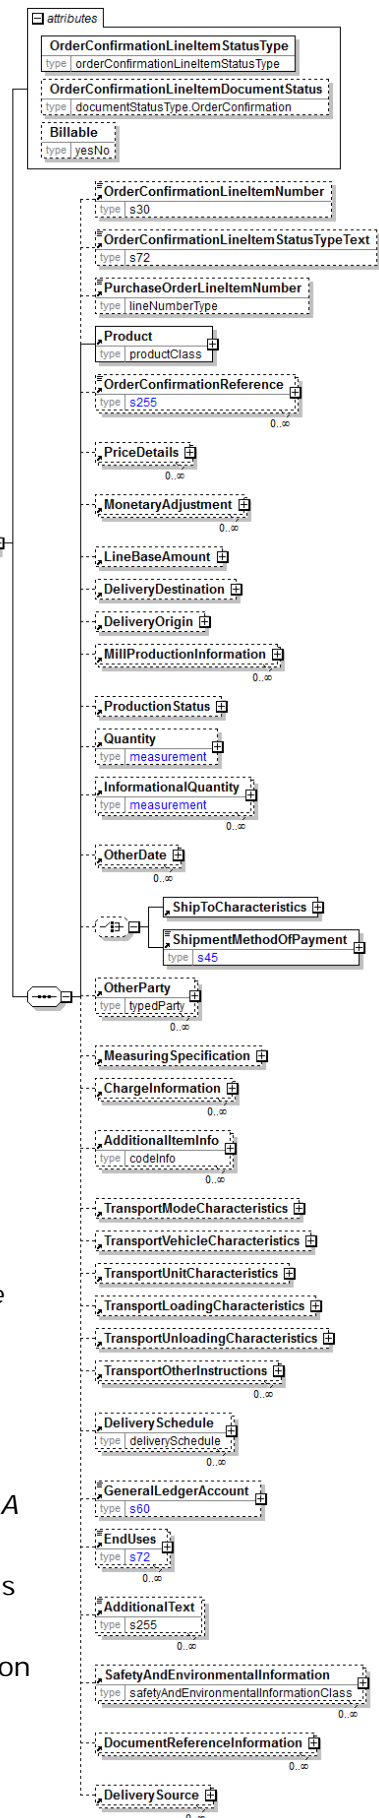 attributes
OrderConfirmationLineItemStatusType
type orderConfirmationLineItemStatusType
OrderConfirmationLineItemDocumentStatus
type documentStatusType.OrderConfirmation
Billable
type yesNo
OrderConfirmationLineItemNumber
type s30
OrderConfirmationLineItemStatusTypeText
type s72
PurchaseOrderLineItemNumber
type lineNumberType
Product
type productClass
OrderConfirmationReference
type s255
0..∞
PriceDetails
0..∞
MonetaryAdjustment
0..∞
LineBaseAmount
DeliveryDestination
DeliveryOrigin
MillProductionInformation
0..∞
ProductionStatus
Quantity
type measurement
InformationalQuantity
type measurement
0..∞
OtherDate
0..∞
ShipToCharacteristics
ShipmentMethodOfPayment
type s45
OtherParty
type typedParty
0..∞
MeasuringSpecification
ChargeInformation
0..∞
AdditionalItemInfo
type codeInfo
0..∞
TransportModeCharacteristics
TransportVehicleCharacteristics
TransportUnitCharacteristics
e
TransportLoadingCharacteristics
TransportUnloadingCharacteristics
TransportOtherInstructions
0..∞
DeliverySchedule
type deliverySchedule
0..∞
GeneralLedgerAccount
type s60
A
EndUses
type s72
0..∞
s
AdditionalText
type s255
0..∞
on
SafetyAndEnvironmentalInformation
type safetyAndEnvironmentalInformationClass
0..∞
DocumentReferenceInformation
0..∞
DeliverySource
0..∞